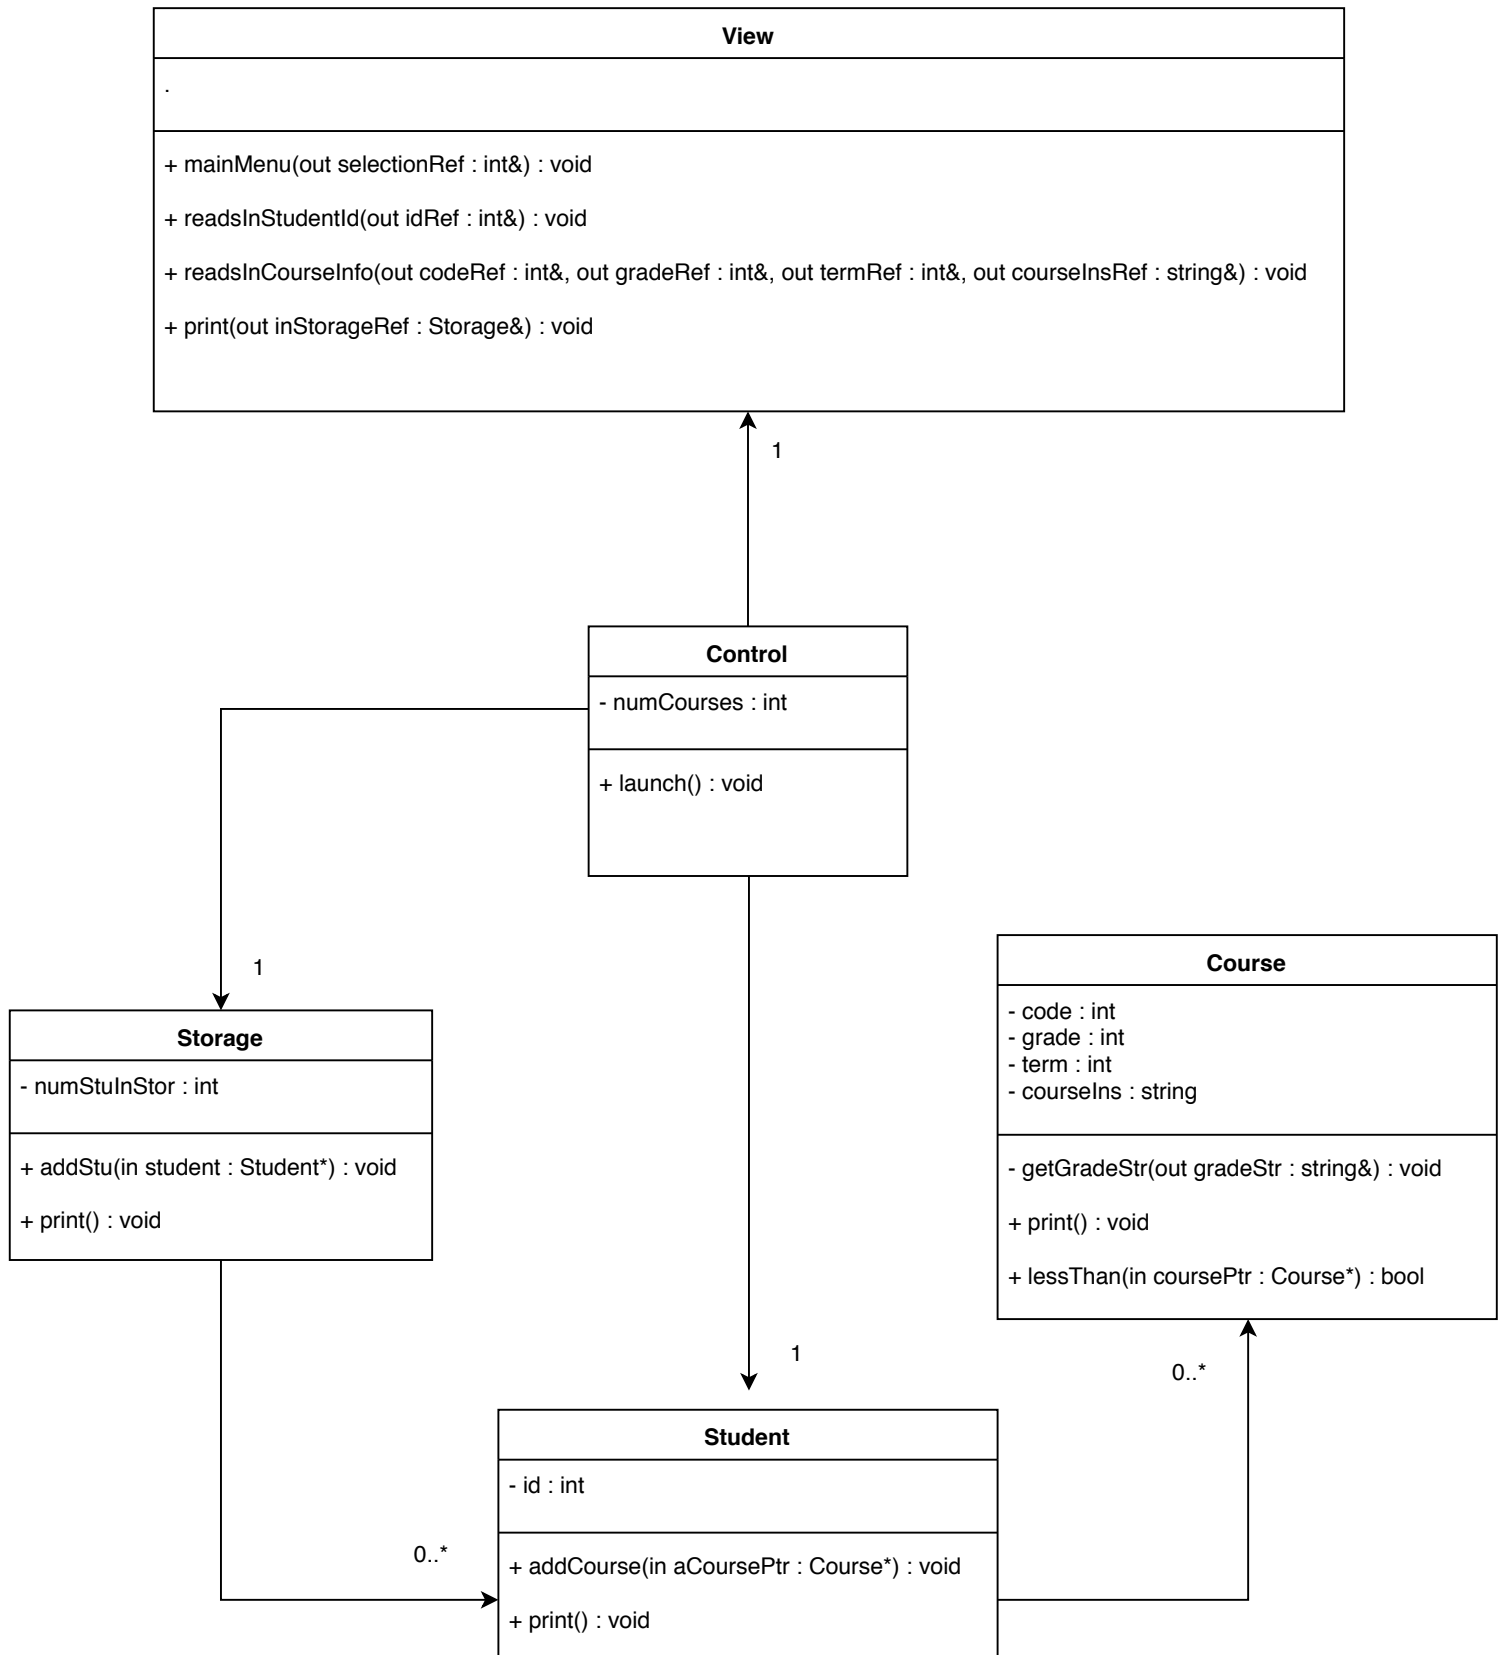 View
.
+ mainMenu(out selectionRef : int&) : void
+ readsInStudentId(out idRef : int&) : void
+ readsInCourseInfo(out codeRef : int&, out gradeRef : int&, out termRef : int&, out courseInsRef : string&) : void
+ print(out inStorageRef : Storage&) : void
1
Control
- numCourses : int
+ launch() : void
1
Storage
- numStuInStor : int
+ addStu(in student : Student*) : void
+ print() : void
Course
- code : int
- grade : int
- term : int
- courseIns : string
- getGradeStr(out gradeStr : string&) : void
+ print() : void
+ lessThan(in coursePtr : Course*) : bool
1
0..*
Student
- id : int
0..*
+ addCourse(in aCoursePtr : Course*) : void
+ print() : void